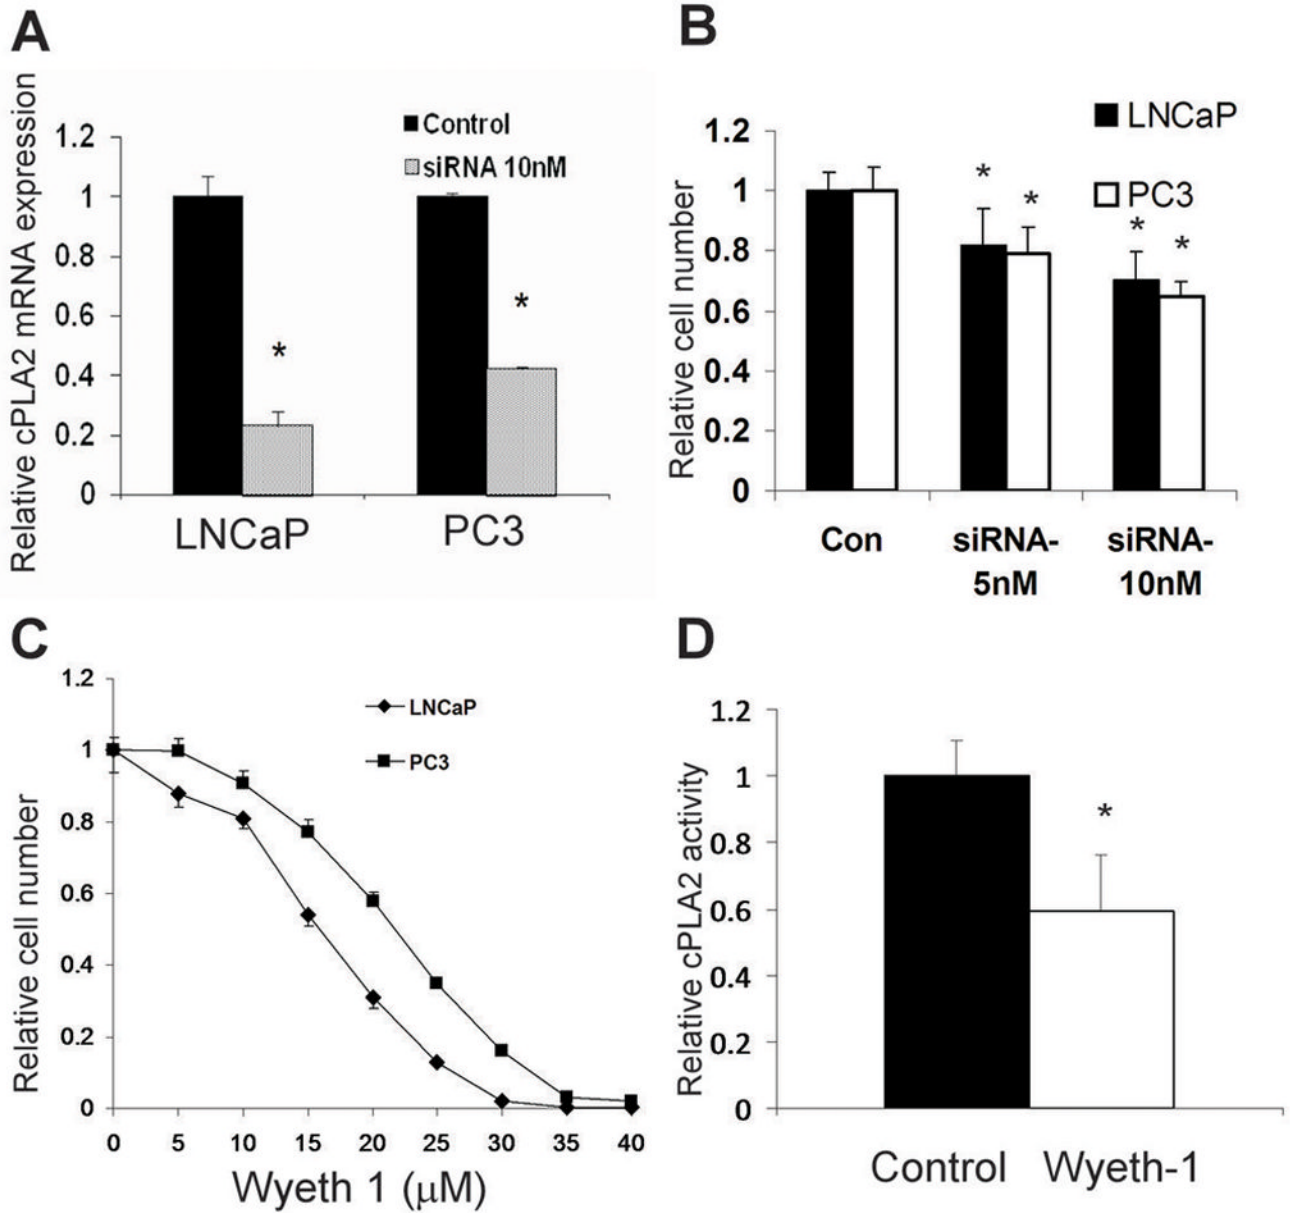 A
Relative cPLA2 mRNA expression
1.2
1
0.8
0.6
0.4
0.2
0
Control
siRNA 10nM
*
*
LNCaP
PC3
B
Relative cell number
1.2
1
0.8
0.6
0.4
0.2
0
LNCaP
PC3
*
*
*
*
Con
siRNA-
5nM
siRNA-
10nM
C
Relative cell number
1.2
1
0.8
0.6
0.4
0.2
0
LNCaP
PC3
0 5 10 15 20 25 30 35 40
Wyeth 1 (μM)
D
Relative cPLA2 activity
1.2
1
0.8
0.6
0.4
0.2
0
*
Control Wyeth-1